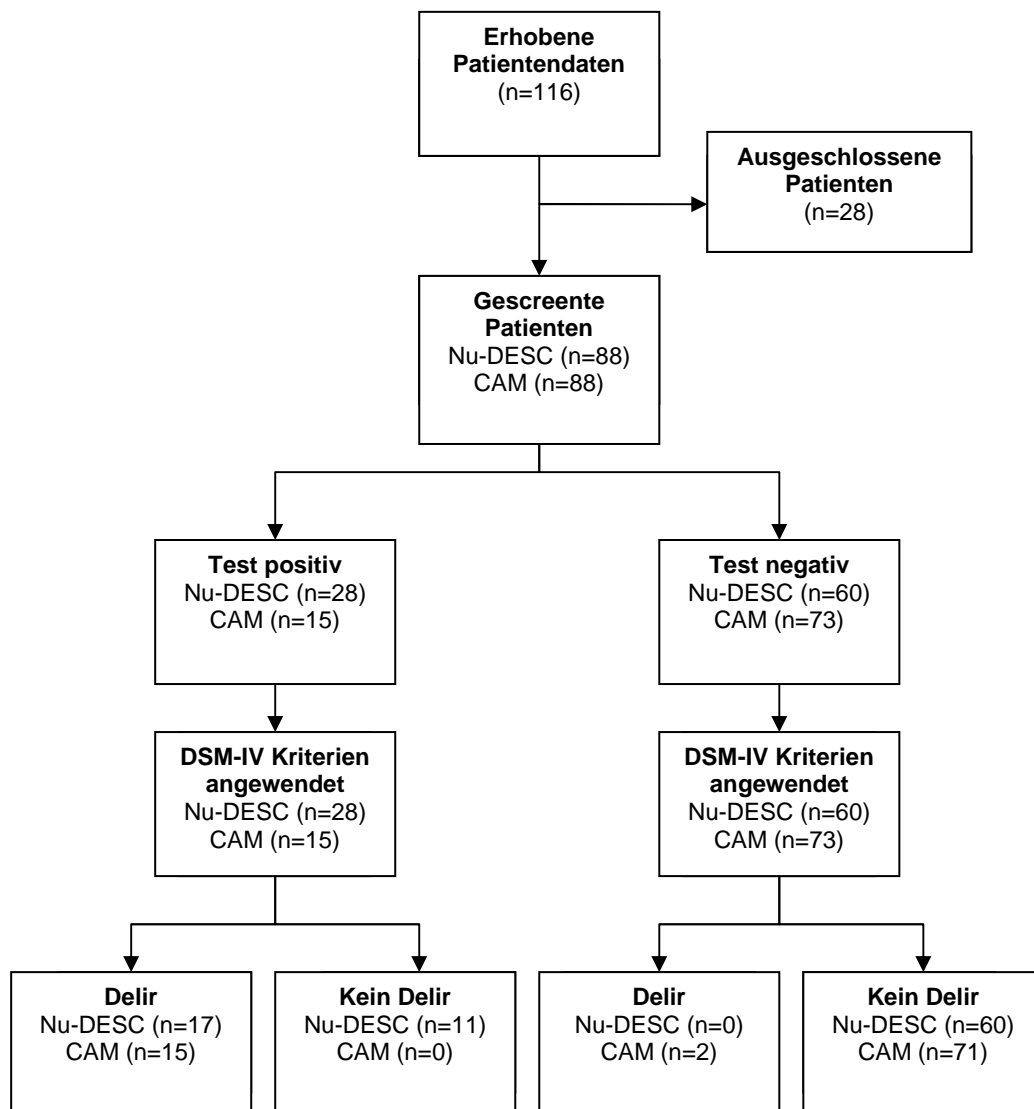 Erhobene
Patientendaten
(n=116)
Ausgeschlossene
Patienten
(n=28)
Gescreente
Patienten
Nu-DESC (n=88)
CAM (n=88)
Test positiv
Nu-DESC (n=28)
CAM (n=15)
Test negativ
Nu-DESC (n=60)
CAM (n=73)
DSM-IV Kriterien
angewendet
Nu-DESC (n=28)
CAM (n=15)
DSM-IV Kriterien
angewendet
Nu-DESC (n=60)
CAM (n=73)
Delir
Nu-DESC (n=17)
CAM (n=15)
Kein Delir
Nu-DESC (n=11)
CAM (n=0)
Delir
Nu-DESC (n=0)
CAM (n=2)
Kein Delir
Nu-DESC (n=60)
CAM (n=71)